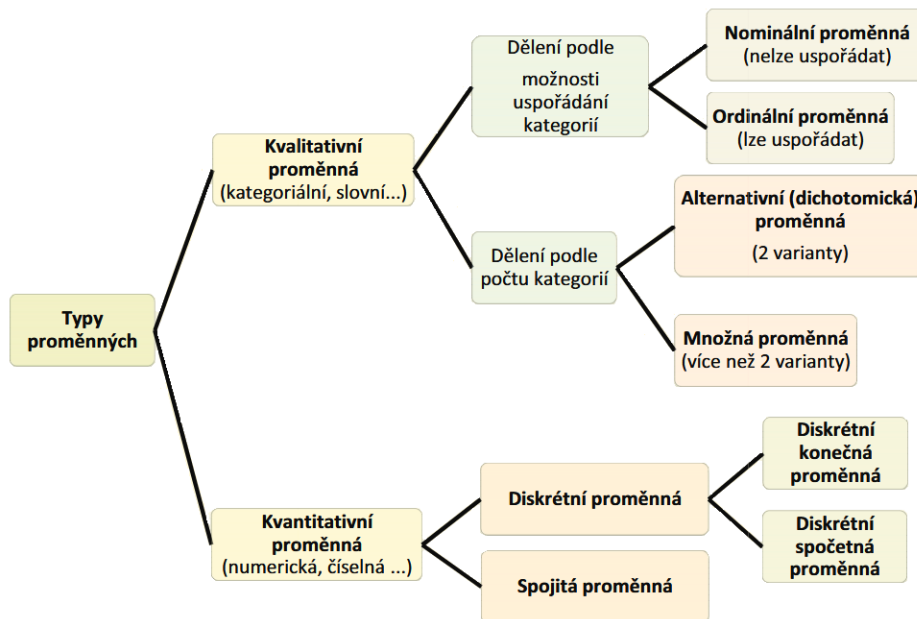 Typy
proměnných
Kvalitativní
proměnná
(kategoriální, slovní...)
Dělení podle
možnosti
uspořádání
kategorií
Nominální proměnná
(nelze uspořádat)
Ordinální proměnná
(lze uspořádat)
Dělení podle
počtu kategorií
Alternativní (dichotomická)
proměnná
(2 varianty)
Množná proměnná
(více než 2 varianty)
Kvantitativní
proměnná
(numerická, číselná ...)
Diskrétní proměnná
Diskrétní
konečná
proměnná
Diskrétní
spočetná
proměnná
Spojitá proměnná